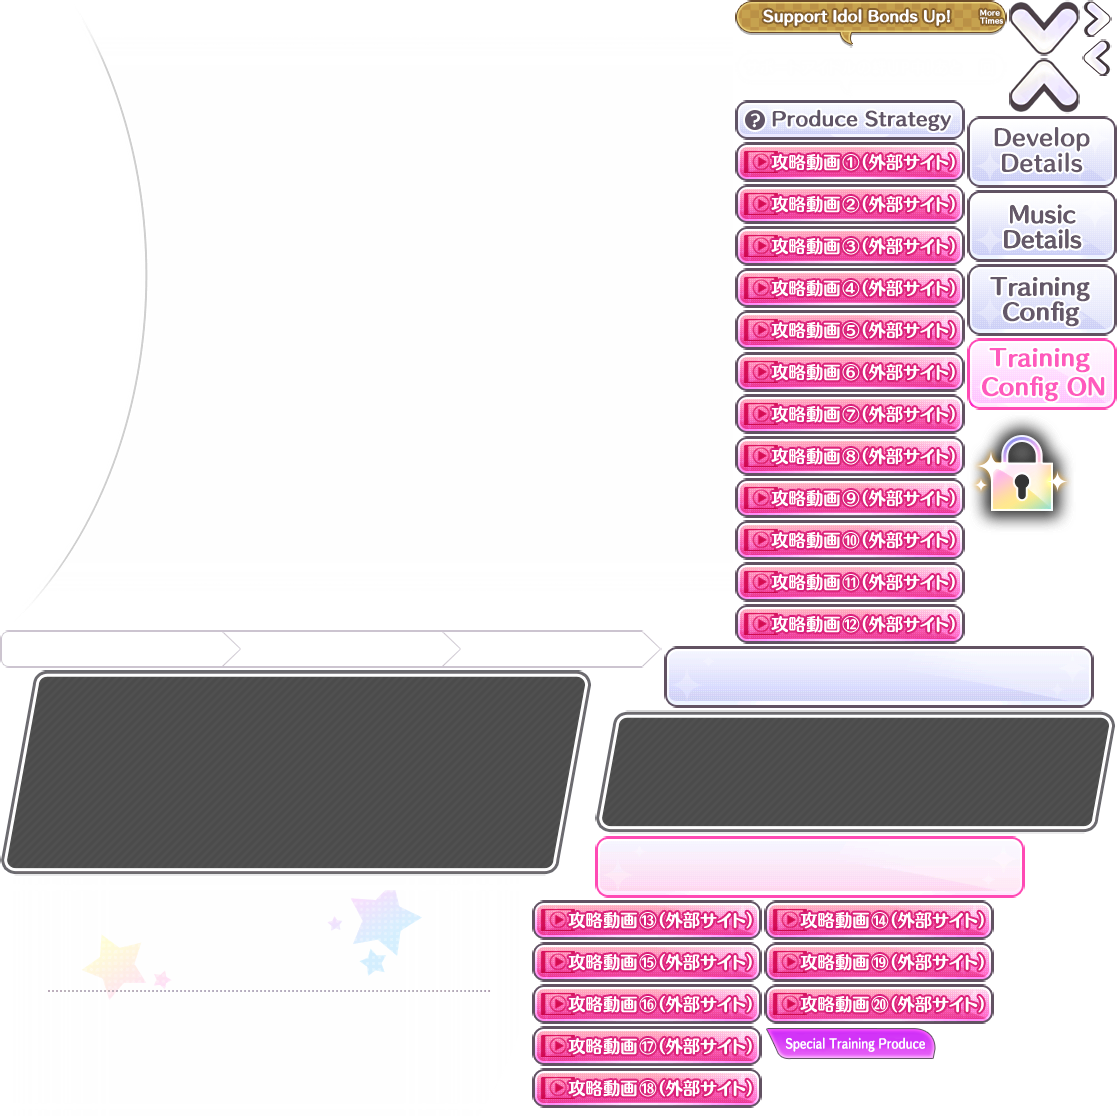 Support Idol Bonds Up!
More
Times
? Produce Strategy
攻略動画①(外部サイト)
攻略動画②(外部サイト)
攻略動画③(外部サイト)
攻略動画④(外部サイト)
攻略動画⑤(外部サイト)
攻略動画⑥(外部サイト)
攻略動画⑦(外部サイト)
攻略動画⑧(外部サイト)
攻略動画⑨(外部サイト)
攻略動画⑩(外部サイト)
攻略動画⑪(外部サイト)
攻略動画⑫(外部サイト)
Develop
Details
Music
Details
Training
Config
Training
Config ON
攻略動画⑬(外部サイト)
攻略動画⑭(外部サイト)
攻略動画⑮(外部サイト)
攻略動画⑲(外部サイト)
攻略動画⑯(外部サイト)
攻略動画⑳(外部サイト)
攻略動画⑰(外部サイト)
Special Training Produce
攻略動画⑱(外部サイト)